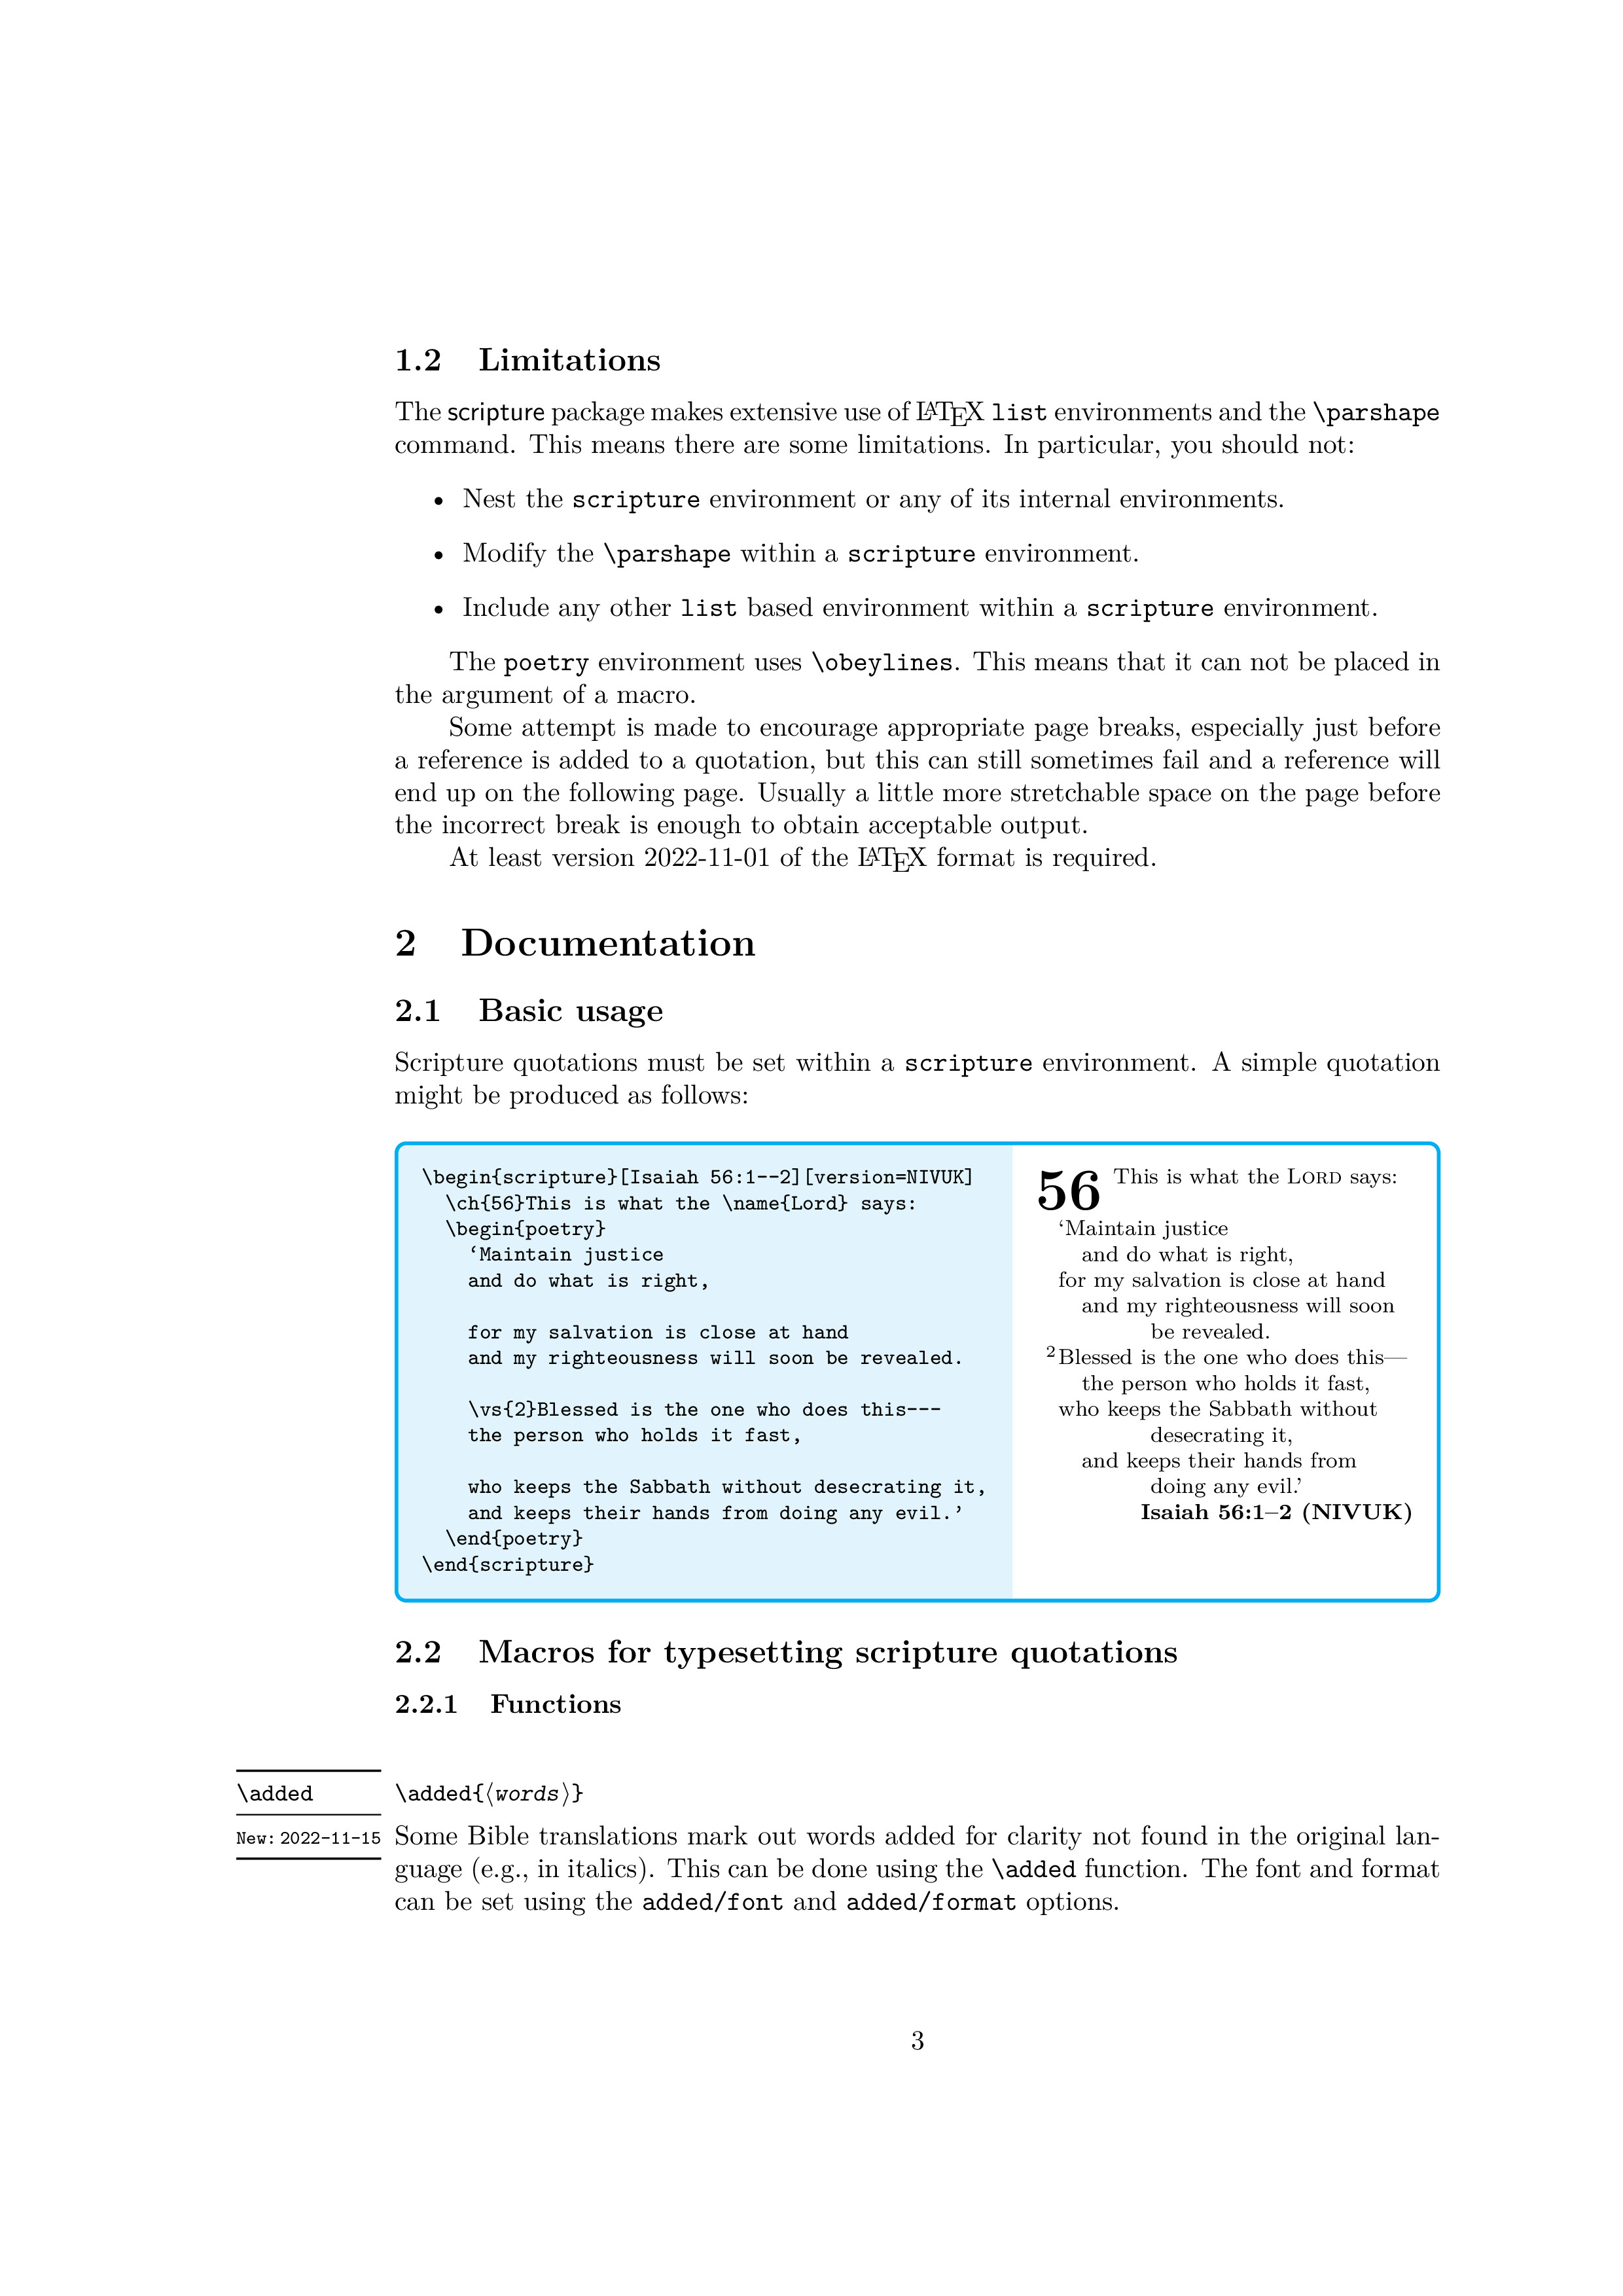 1.2 Limitations
The scripture package makes extensive use of LATEX list environments and the \parshape
command. This means there are some limitations. In particular, you should not:
• Nest the scripture environment or any of its internal environments.
• Modify the \parshape within a scripture environment.
• Include any other list based environment within a scripture environment.
The poetry environment uses \obeylines. This means that it can not be placed in
the argument of a macro.
Some attempt is made to encourage appropriate page breaks, especially just before
a reference is added to a quotation, but this can still sometimes fail and a reference will
end up on the following page. Usually a little more stretchable space on the page before
the incorrect break is enough to obtain acceptable output.
At least version 2022-11-01 of the LATEX format is required.
2 Documentation
2.1 Basic usage
Scripture quotations must be set within a scripture environment. A simple quotation
might be produced as follows:
\begin{scripture}[Isaiah 56:1--2][version=NIVUK]
\ch{56}This is what the \name{Lord} says:
\begin{poetry}
‘Maintain justice
and do what is right,
for my salvation is close at hand
and my righteousness will soon be revealed.
\vs{2}Blessed is the one who does this---
the person who holds it fast,
who keeps the Sabbath without desecrating it,
and keeps their hands from doing any evil.’
\end{poetry}
\end{scripture}
56 This is what the LORD says:
‘Maintain justice
and do what is right,
for my salvation is close at hand
and my righteousness will soon
be revealed.
2 Blessed is the one who does this—
the person who holds it fast,
who keeps the Sabbath without
desecrating it,
and keeps their hands from
doing any evil.’
Isaiah 56:1–2 (NIVUK)
2.2 Macros for typesetting scripture quotations
2.2.1 Functions
\added
New: 2022-11-15
\added{⟨words⟩}
Some Bible translations mark out words added for clarity not found in the original lan-
guage (e.g., in italics). This can be done using the \added function. The font and format
can be set using the added/font and added/format options.
3